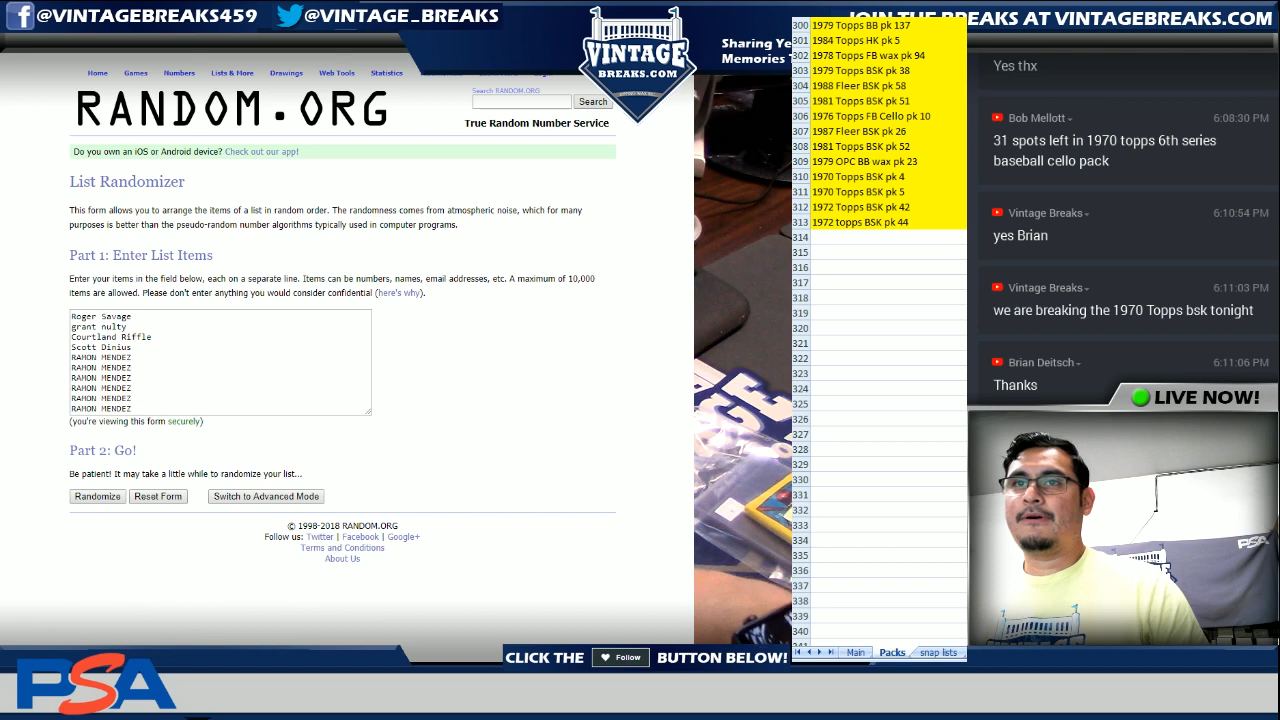 @VINTAGEBREAKS459
@VINTAGE_BREAKS
VINTAGE
BREAKS.COM
Sharing Ye
Memories
JOIN THE BREAKS AT VINTAGEBREAKS.COM
Home Games Numbers Lists & More Drawings Web Tools Statistics
RANDOM.ORG
Search RANDOM.ORG
Search
True Random Number Service
Do you own an iOS or Android device? Check out our app!
List Randomizer
This form allows you to arrange the items of a list in random order. The randomness comes from atmospheric noise, which for many
purposes is better than the pseudo-random number algorithms typically used in computer programs.
Part 1: Enter List Items
Enter your items in the field below, each on a separate line. Items can be numbers, names, email addresses, etc. A maximum of 10,000
items are allowed. Please don't enter anything you would consider confidential (here's why).
Roger Savage
grant nulty
Courtland Riffle
Scott Dinius
RAMON MENDEZ
RAMON MENDEZ
RAMON MENDEZ
RAMON MENDEZ
RAMON MENDEZ
RAMON MENDEZ
(you're viewing this form securely)
Part 2: Go!
Be patient! It may take a little while to randomize your list...
Randomize Reset Form Switch to Advanced Mode
© 1998-2018 RANDOM.ORG
Follow us: Twitter | Facebook | Google+
Terms and Conditions
About Us
300 1979 Topps BB pk 137
301 1984 Topps HK pk 5
302 1978 Topps FB wax pk 94
303 1979 Topps BSK pk 38
304 1988 Fleer BSK pk 58
305 1981 Topps BSK pk 51
306 1976 Topps FB Cello pk 10
307 1987 Fleer BSK pk 26
308 1981 Topps BSK pk 52
309 1979 OPC BB wax pk 23
310 1970 Topps BSK pk 4
311 1970 Topps BSK pk 5
312 1972 Topps BSK pk 42
313 1972 topps BSK pk 44
314
315
316
317
318
319
320
321
322
323
324
325
326
327
328
329
330
331
332
333
334
335
336
337
338
339
340
Main Packs snap lists
Yes thx
Bob Mellott 6:08:30 PM
31 spots left in 1970 topps 6th series
baseball cello pack
Vintage Breaks 6:10:54 PM
yes Brian
Vintage Breaks 6:11:03 PM
we are breaking the 1970 Topps bsk tonight
Brian Deitsch 6:11:06 PM
Thanks
LIVE NOW!
PSA
CLICK THE Follow BUTTON BELOW!
PSA